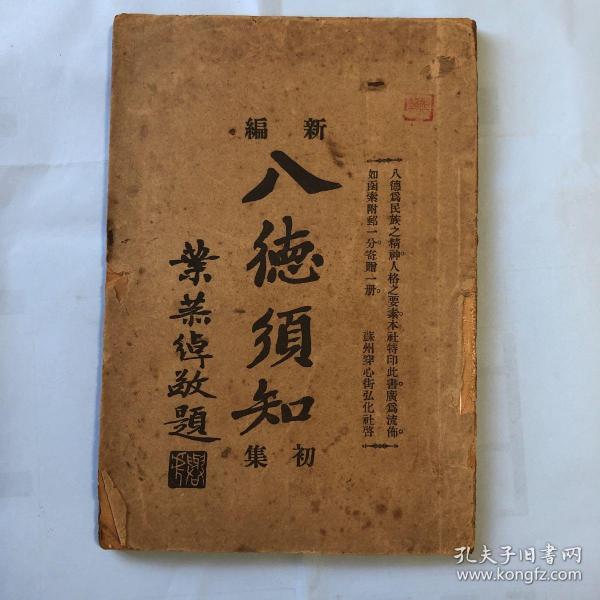 新編
八德須知
初集
葉恭綽敬題
八德爲民族之精神。人格之要素。本社特印此書。廣爲流佈。
如函索附郵一分。寄贈一册。
蘇州穿心街弘化社啓
孔夫子旧书网
www.kongfz.com